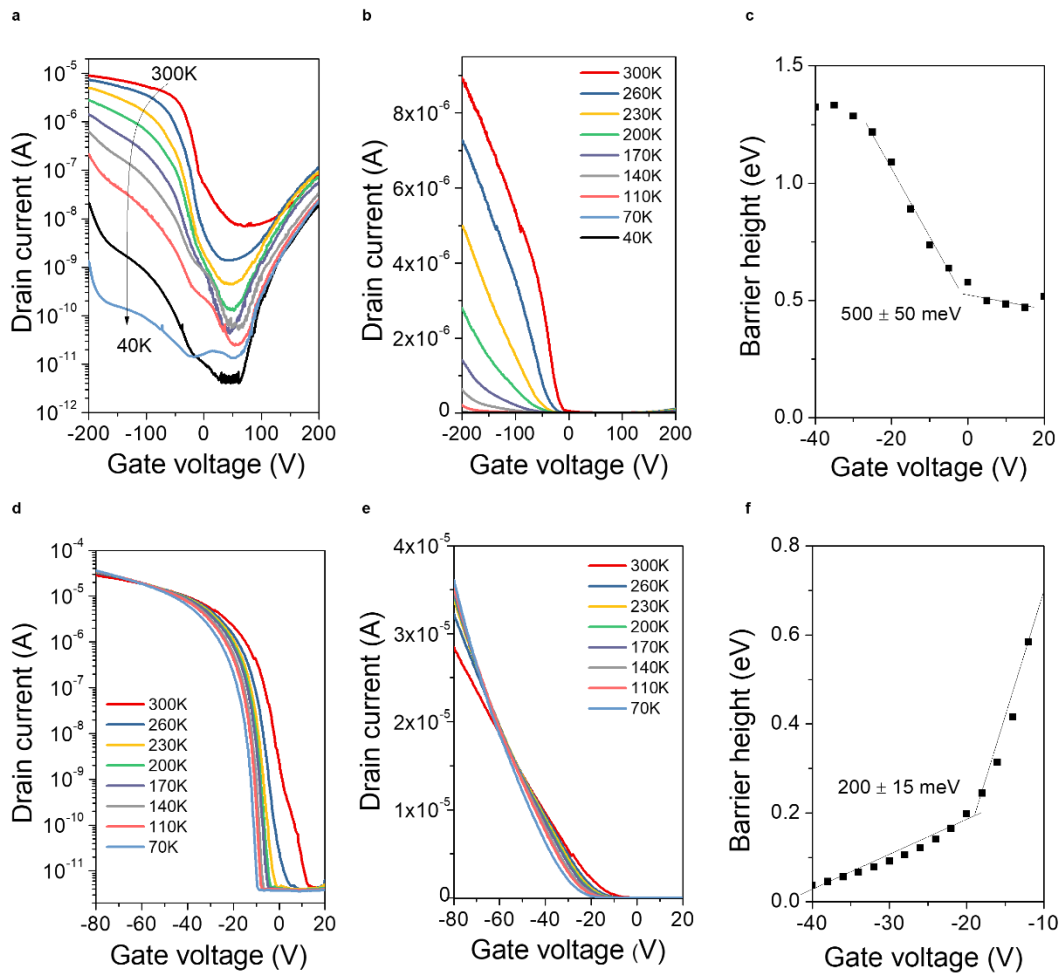 a
10⁻⁵
10⁻⁶
10⁻⁷
10⁻⁸
10⁻⁹
10⁻¹⁰
10⁻¹¹
10⁻¹²
Drain current (A)
300K
40K
-200
-100
0
100
200
Gate voltage (V)
b
8x10⁻⁶
6x10⁻⁶
4x10⁻⁶
2x10⁻⁶
0
Drain current (A)
300K
260K
230K
200K
170K
140K
110K
70K
40K
-200
-100
0
100
200
Gate voltage (V)
c
1.5
1.0
0.5
0.0
Barrier height (eV)
500 ± 50 meV
-40
-20
0
20
Gate voltage (V)
d
10⁻⁴
10⁻⁵
10⁻⁶
10⁻⁷
10⁻⁸
10⁻⁹
10⁻¹⁰
10⁻¹¹
Drain current (A)
300K
260K
230K
200K
170K
140K
110K
70K
-80
-60
-40
-20
0
20
Gate voltage (V)
e
4x10⁻⁵
3x10⁻⁵
2x10⁻⁵
1x10⁻⁵
0
Drain current (A)
300K
260K
230K
200K
170K
140K
110K
70K
-80
-60
-40
-20
0
20
Gate voltage (V)
f
0.8
0.6
0.4
0.2
0.0
Barrier height (eV)
200 ± 15 meV
-40
-30
-20
-10
Gate voltage (V)